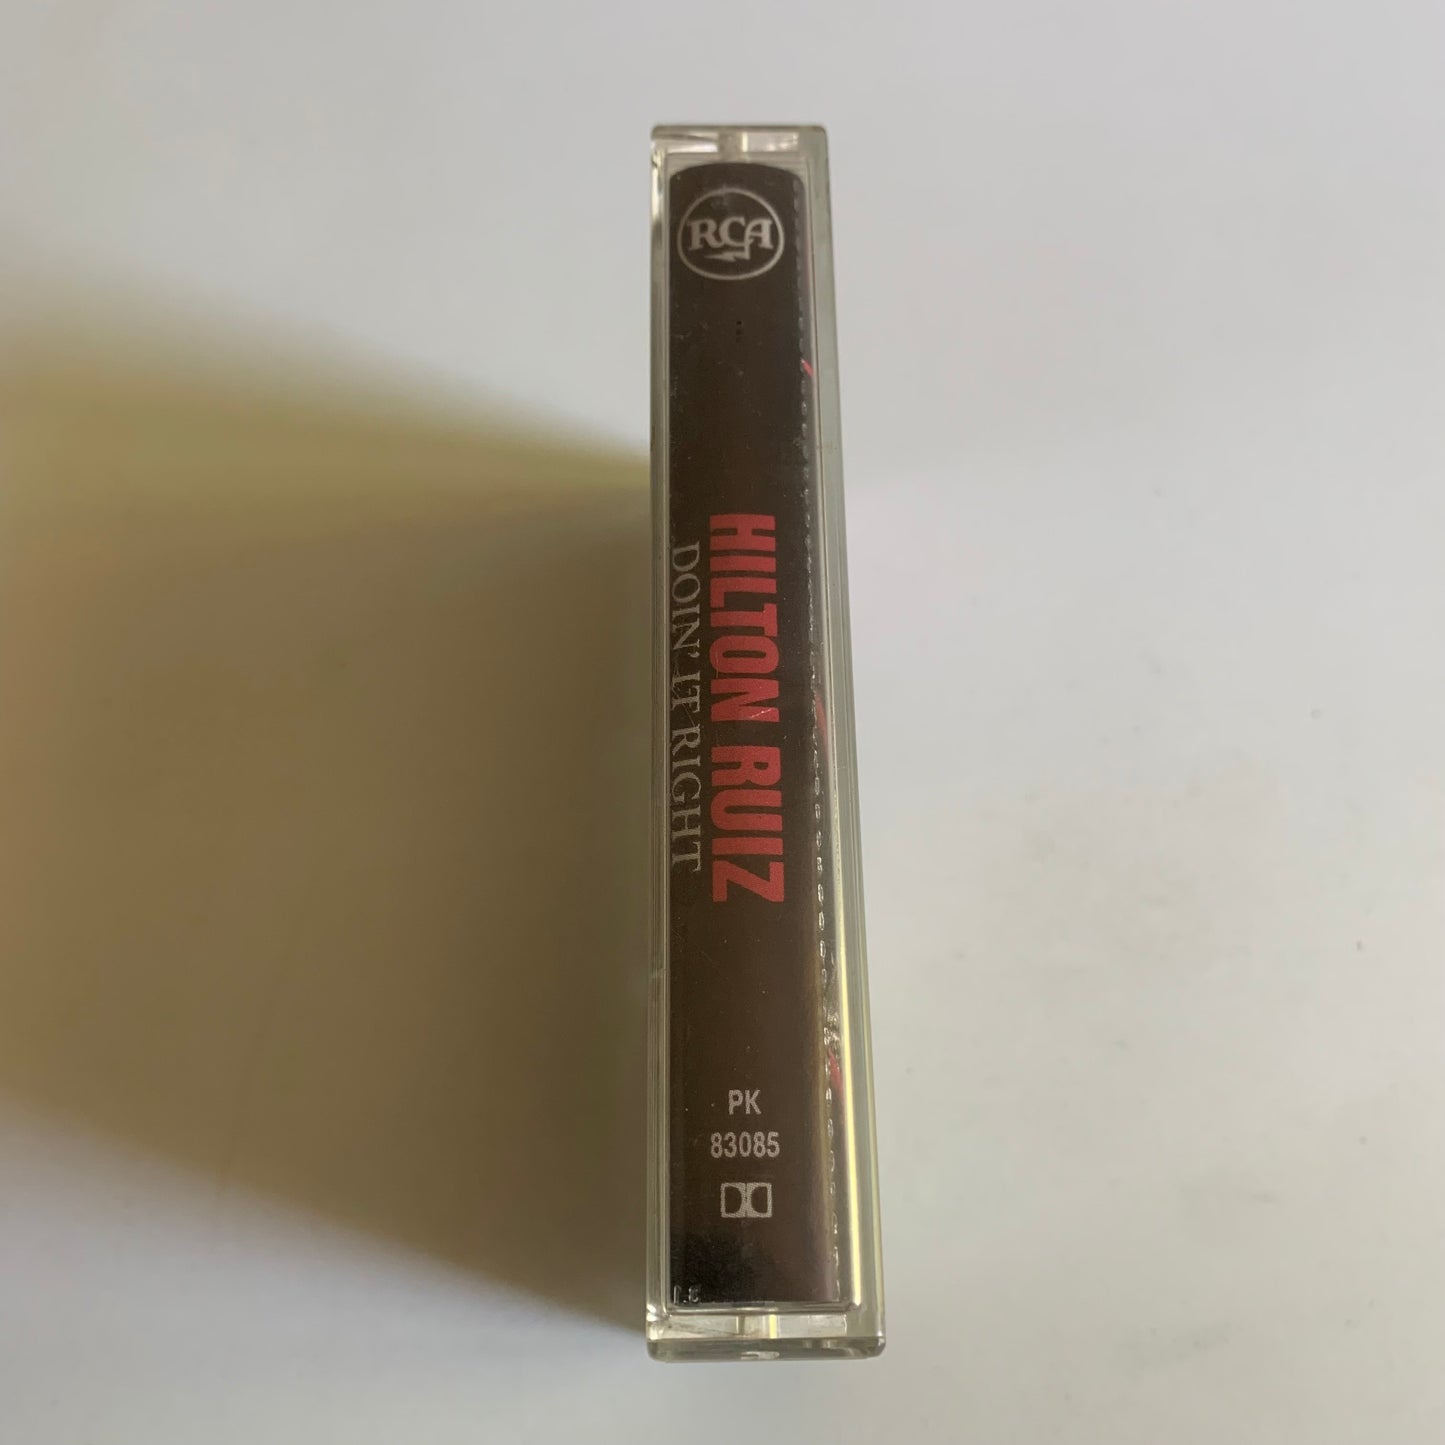 RCA
HILTON RUIZ
DOIN' IT RIGHT
PK
83085